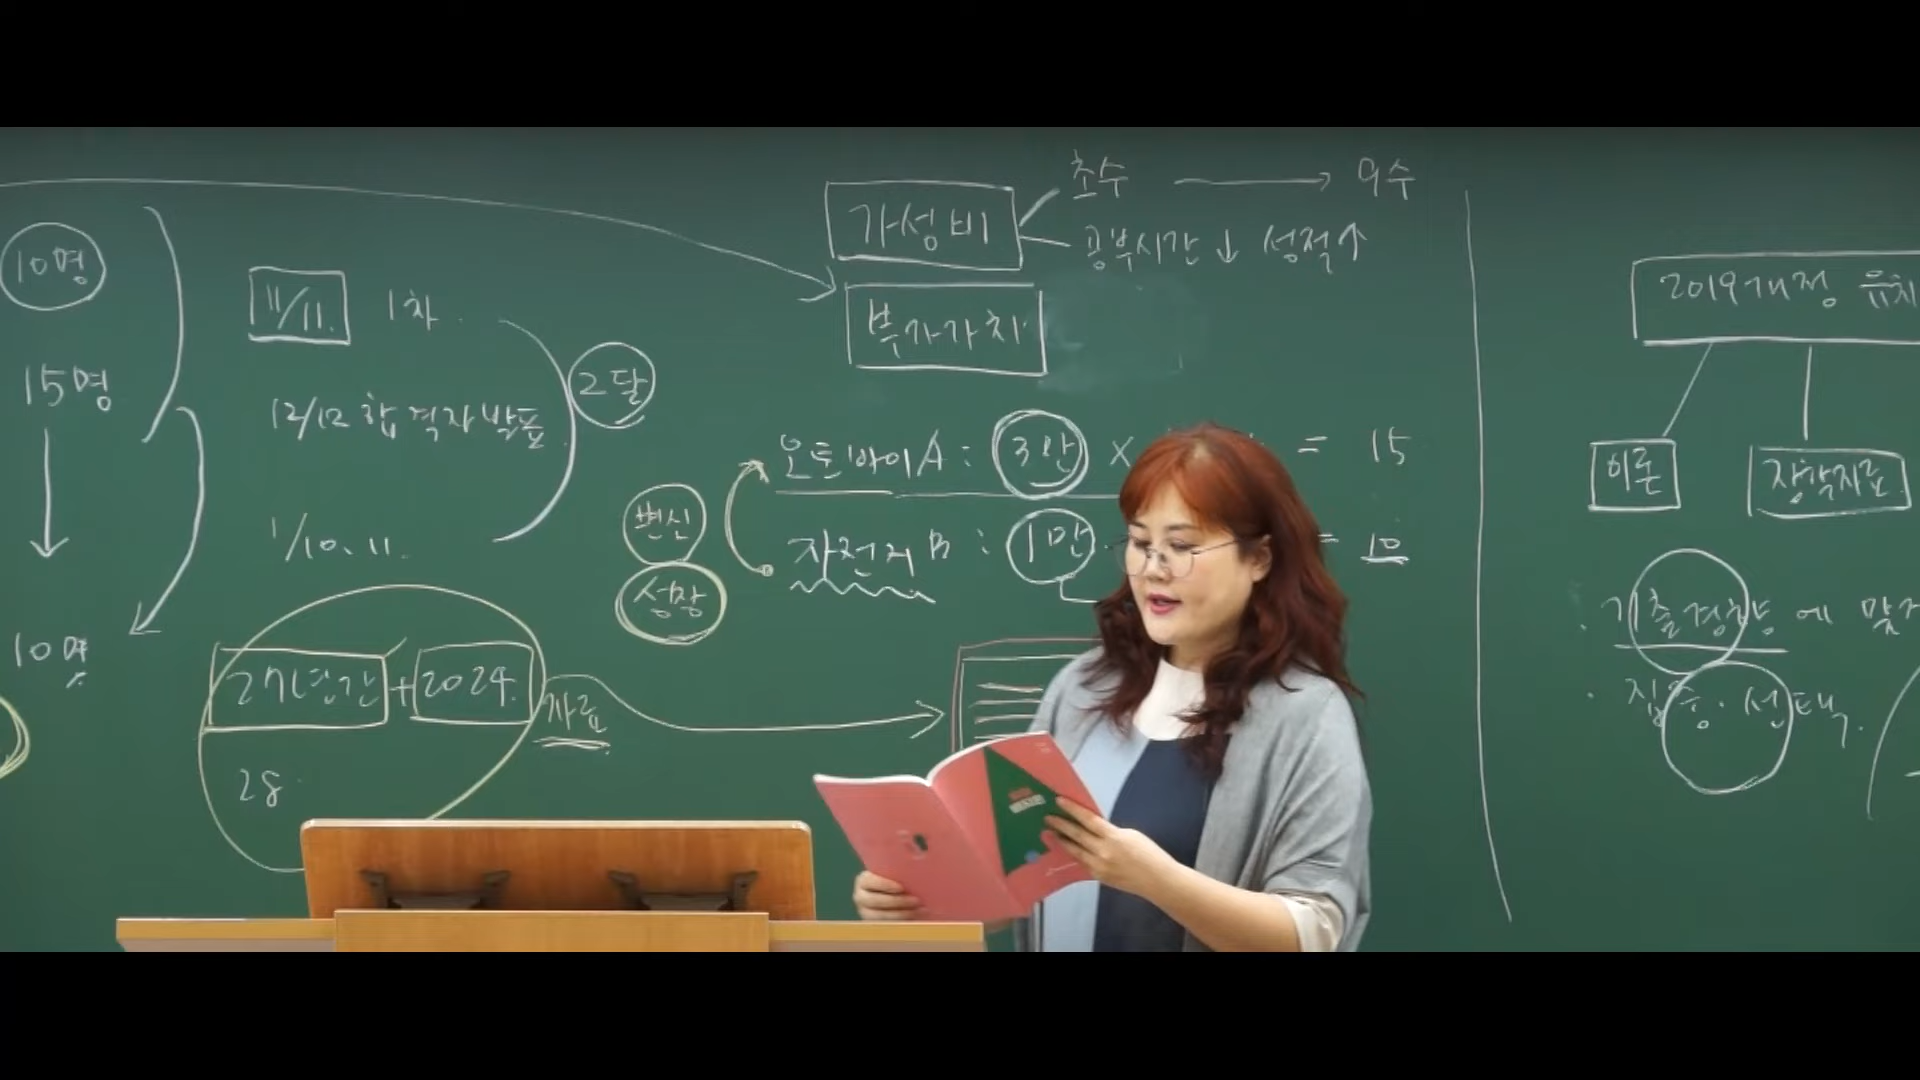 10명
15명
10명
11/11. 1차.
12/12 합격자발표
1/10. 11.
2달
27년간 + 2024.
자료
28.
가성비
초수 → 9수
공부시간 ↓ 성적↑
부가가치
오토바이A : 3만 × = 15
자전거 B : 1만 = 10
변신
성장
2019개정 유치
이론
장학자료
· 기출경향에 맞
· 집중·선택.